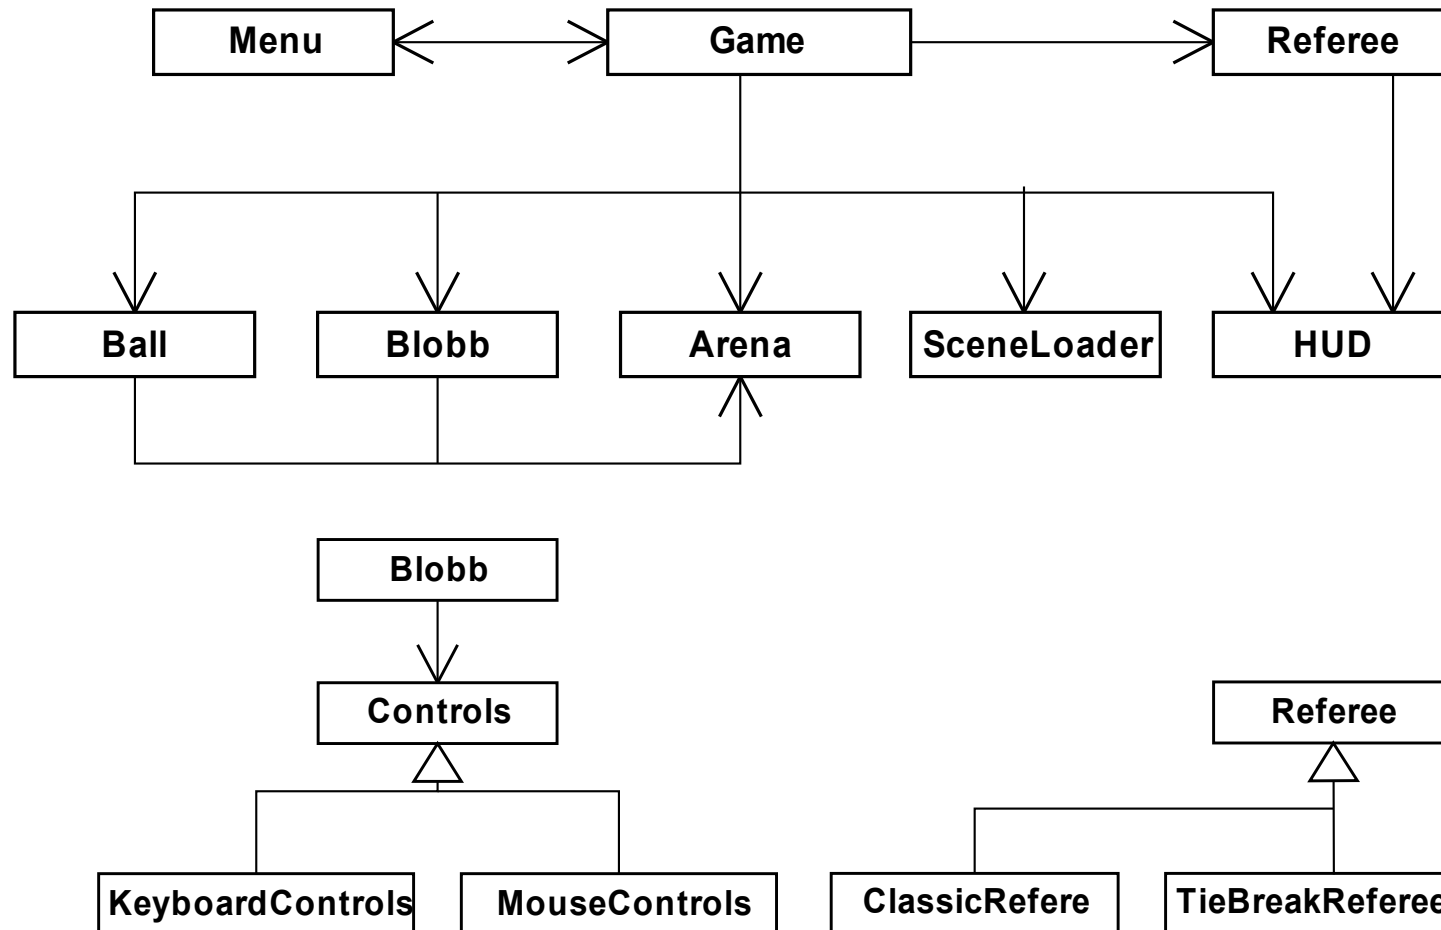 Menu
Game
Referee
Ball
Blobb
Arena
SceneLoader
HUD
Blobb
Controls
Referee
KeyboardControls
MouseControls
ClassicRefere
TieBreakReferee